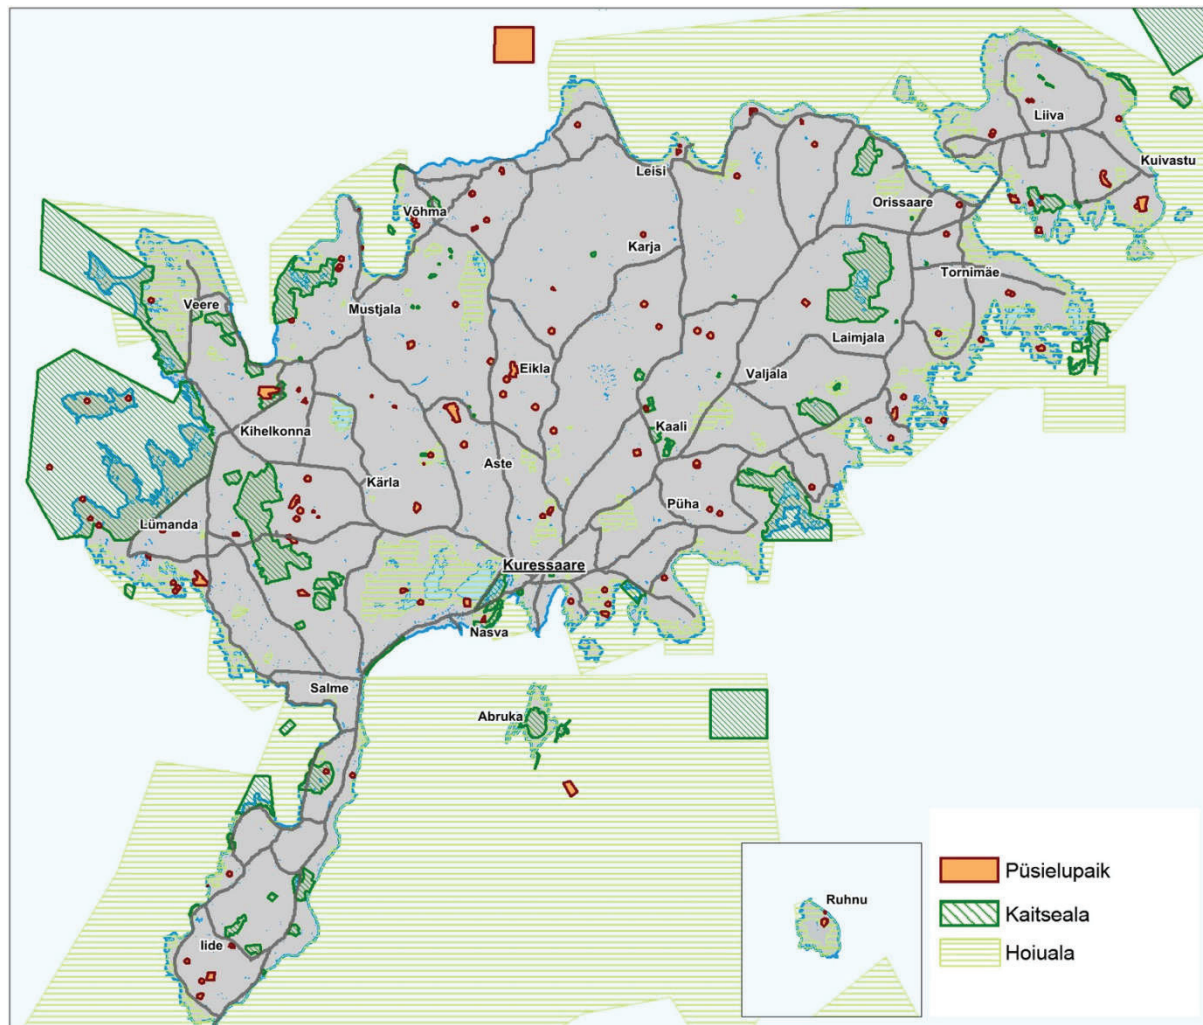 Liiva
Kuivastu
Leisi
Orissaare
Võhma
Karja
Tornimäe
Veere
Mustjala
Laimjala
Eikla
Valjala
Kihelkonna
Kaali
Aste
Kärla
Püha
Lümanda
Kuressaare
Nasva
Salme
Abruka
Püsielupaik
Ruhnu
Kaitseala
Iide
Hoiuala